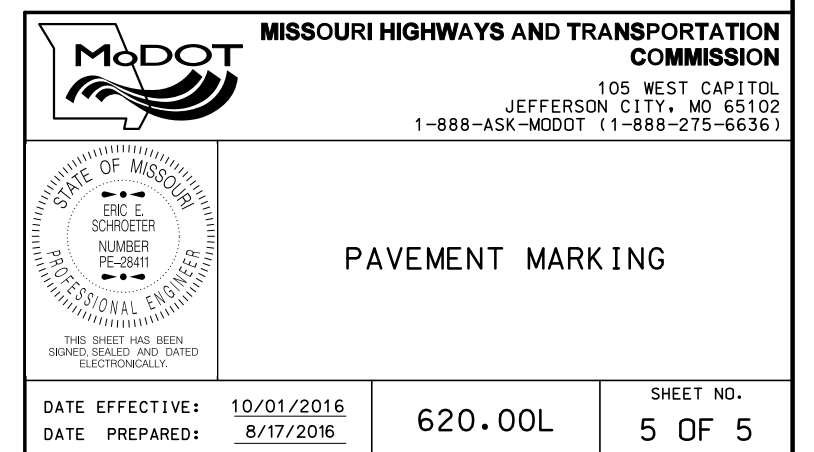 MoDOT
MISSOURI HIGHWAYS AND TRANSPORTATION
COMMISSION
105 WEST CAPITOL
JEFFERSON CITY, MO 65102
1-888-ASK-MODOT (1-888-275-6636)
STATE OF MISSOURI
ERIC E.
SCHROETER
NUMBER
PE-28411
PROFESSIONAL ENGINEER
THIS SHEET HAS BEEN
SIGNED, SEALED AND DATED
ELECTRONICALLY.
PAVEMENT MARKING
DATE EFFECTIVE: 10/01/2016
DATE PREPARED: 8/17/2016
620.00L
SHEET NO.
5 OF 5